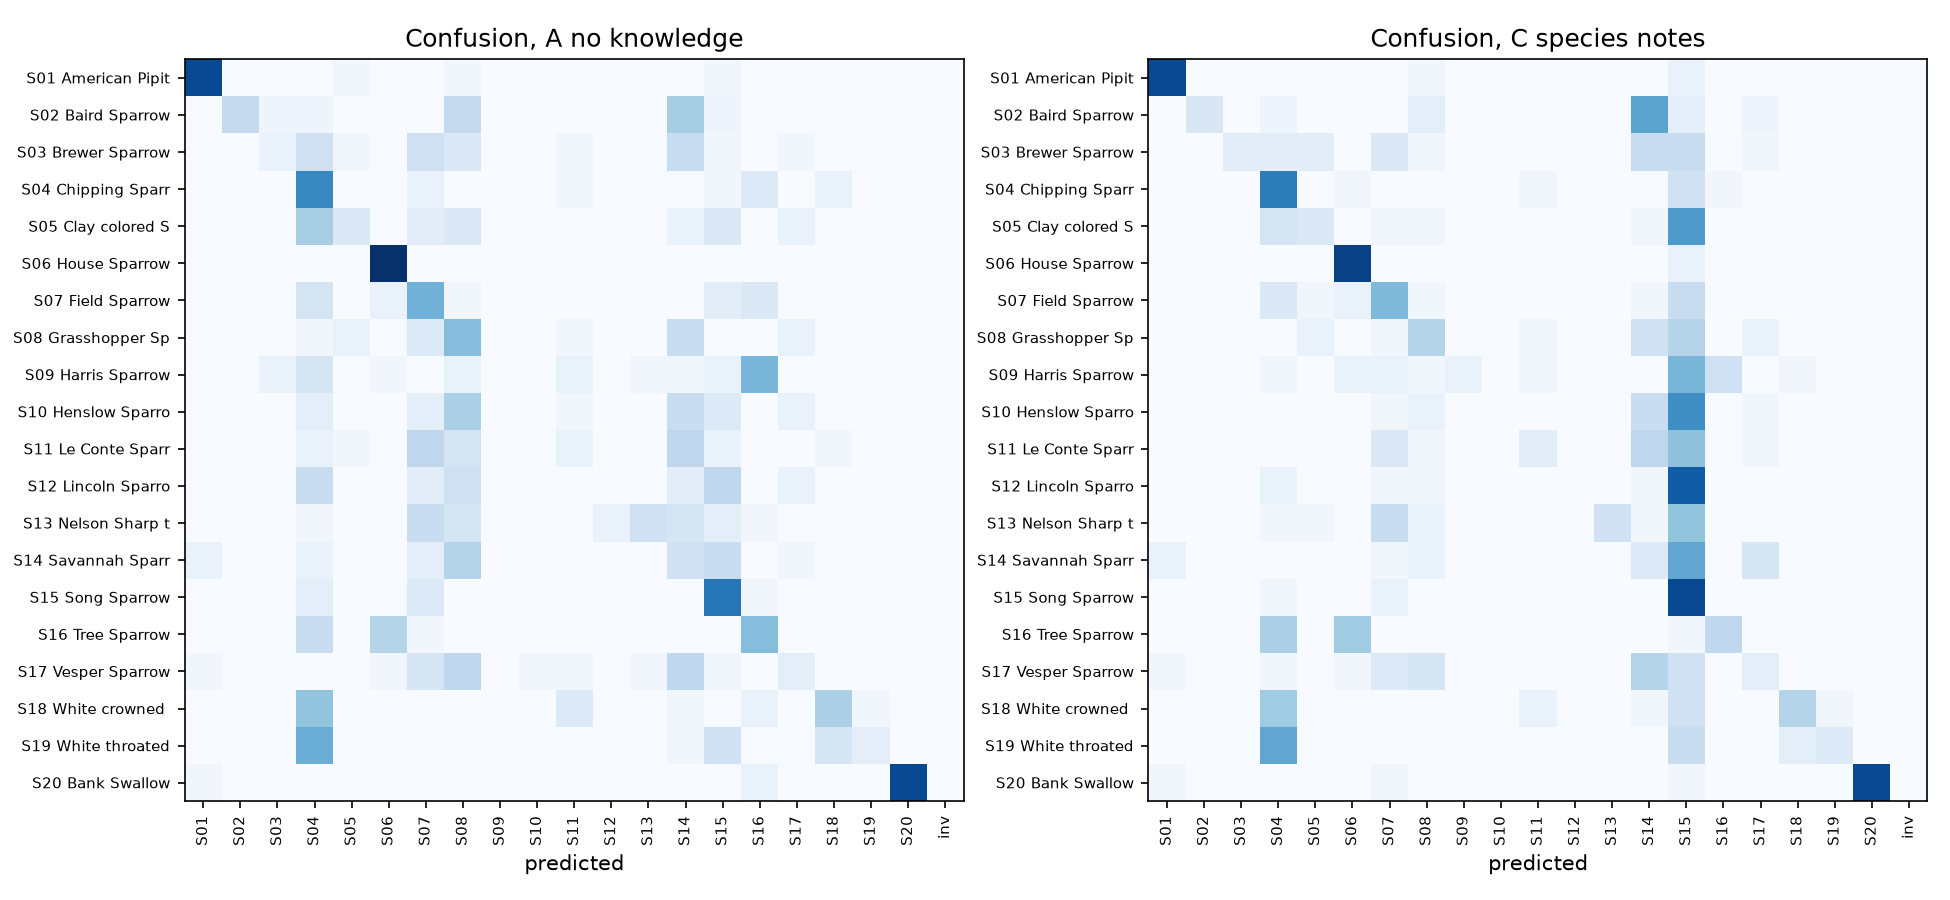 Confusion, A no knowledge
S01 American Pipit
S02 Baird Sparrow
S03 Brewer Sparrow
S04 Chipping Sparr
S05 Clay colored S
S06 House Sparrow
S07 Field Sparrow
S08 Grasshopper Sp
S09 Harris Sparrow
S10 Henslow Sparro
S11 Le Conte Sparr
S12 Lincoln Sparro
S13 Nelson Sharp t
S14 Savannah Sparr
S15 Song Sparrow
S16 Tree Sparrow
S17 Vesper Sparrow
S18 White crowned
S19 White throated
S20 Bank Swallow
S01 S02 S03 S04 S05 S06 S07 S08 S09 S10 S11 S12 S13 S14 S15 S16 S17 S18 S19 S20 inv
predicted
Confusion, C species notes
S01 American Pipit
S02 Baird Sparrow
S03 Brewer Sparrow
S04 Chipping Sparr
S05 Clay colored S
S06 House Sparrow
S07 Field Sparrow
S08 Grasshopper Sp
S09 Harris Sparrow
S10 Henslow Sparro
S11 Le Conte Sparr
S12 Lincoln Sparro
S13 Nelson Sharp t
S14 Savannah Sparr
S15 Song Sparrow
S16 Tree Sparrow
S17 Vesper Sparrow
S18 White crowned
S19 White throated
S20 Bank Swallow
S01 S02 S03 S04 S05 S06 S07 S08 S09 S10 S11 S12 S13 S14 S15 S16 S17 S18 S19 S20 inv
predicted